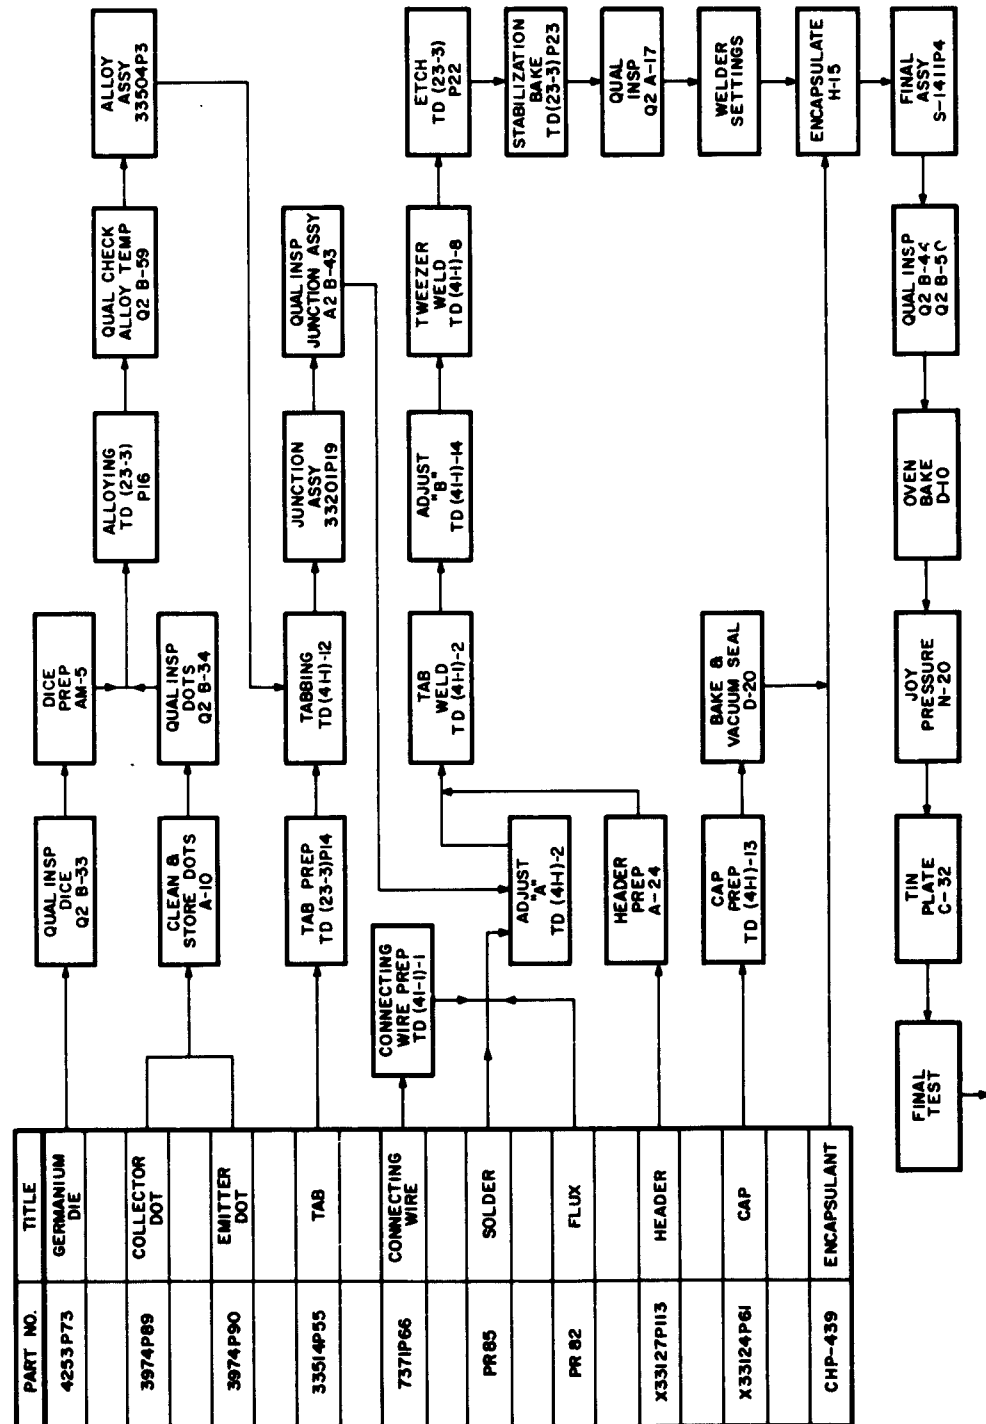 PART NO.
TITLE
4253P73
GERMANIUM
DIE
3974P89
COLLECTOR
DOT
3974P90
EMITTER
DOT
33514P55
TAB
7371P66
CONNECTING
WIRE
PR85
SOLDER
PR 82
FLUX
X33127P113
HEADER
X33124P61
CAP
CHP-439
ENCAPSULANT
QUAL INSP
DICE
Q2 B-33
DICE
PREP
AM-5
CLEAN &
STORE DOTS
A-10
QUAL INSP
DOTS
Q2 B-34
ALLOYING
TD (23-3)
P16
QUAL CHECK
ALLOY TEMP
Q2 B-59
ALLOY
ASSY
33504P3
TAB PREP
TD (23-3)P14
TABBING
TD (41-1)-12
JUNCTION
ASSY
33201P19
QUAL INSP
JUNCTION ASSY
A2 B-43
CONNECTING
WIRE PREP
TD (41-1)-1
ADJUST
"A"
TD (41-1)-2
HEADER
PREP
A-24
TAB
WELD
TD (41-1)-2
ADJUST
"B"
TD (41-1)-14
TWEEZER
WELD
TD (41-1)-8
ETCH
TD (23-3)
P22
STABILIZATION
BAKE
TD(23-3)P23
QUAL
INSP
Q2 A-17
WELDER
SETTINGS
CAP
PREP
TD (41-1)-13
BAKE &
VACUUM SEAL
D-20
ENCAPSULATE
H-15
FINAL
ASSY
S-1411P4
QUAL INSP
Q2
Q2
OVEN
BAKE
D-10
JOY
PRESSURE
N-20
TIN
PLATE
C-32
FINAL
TEST